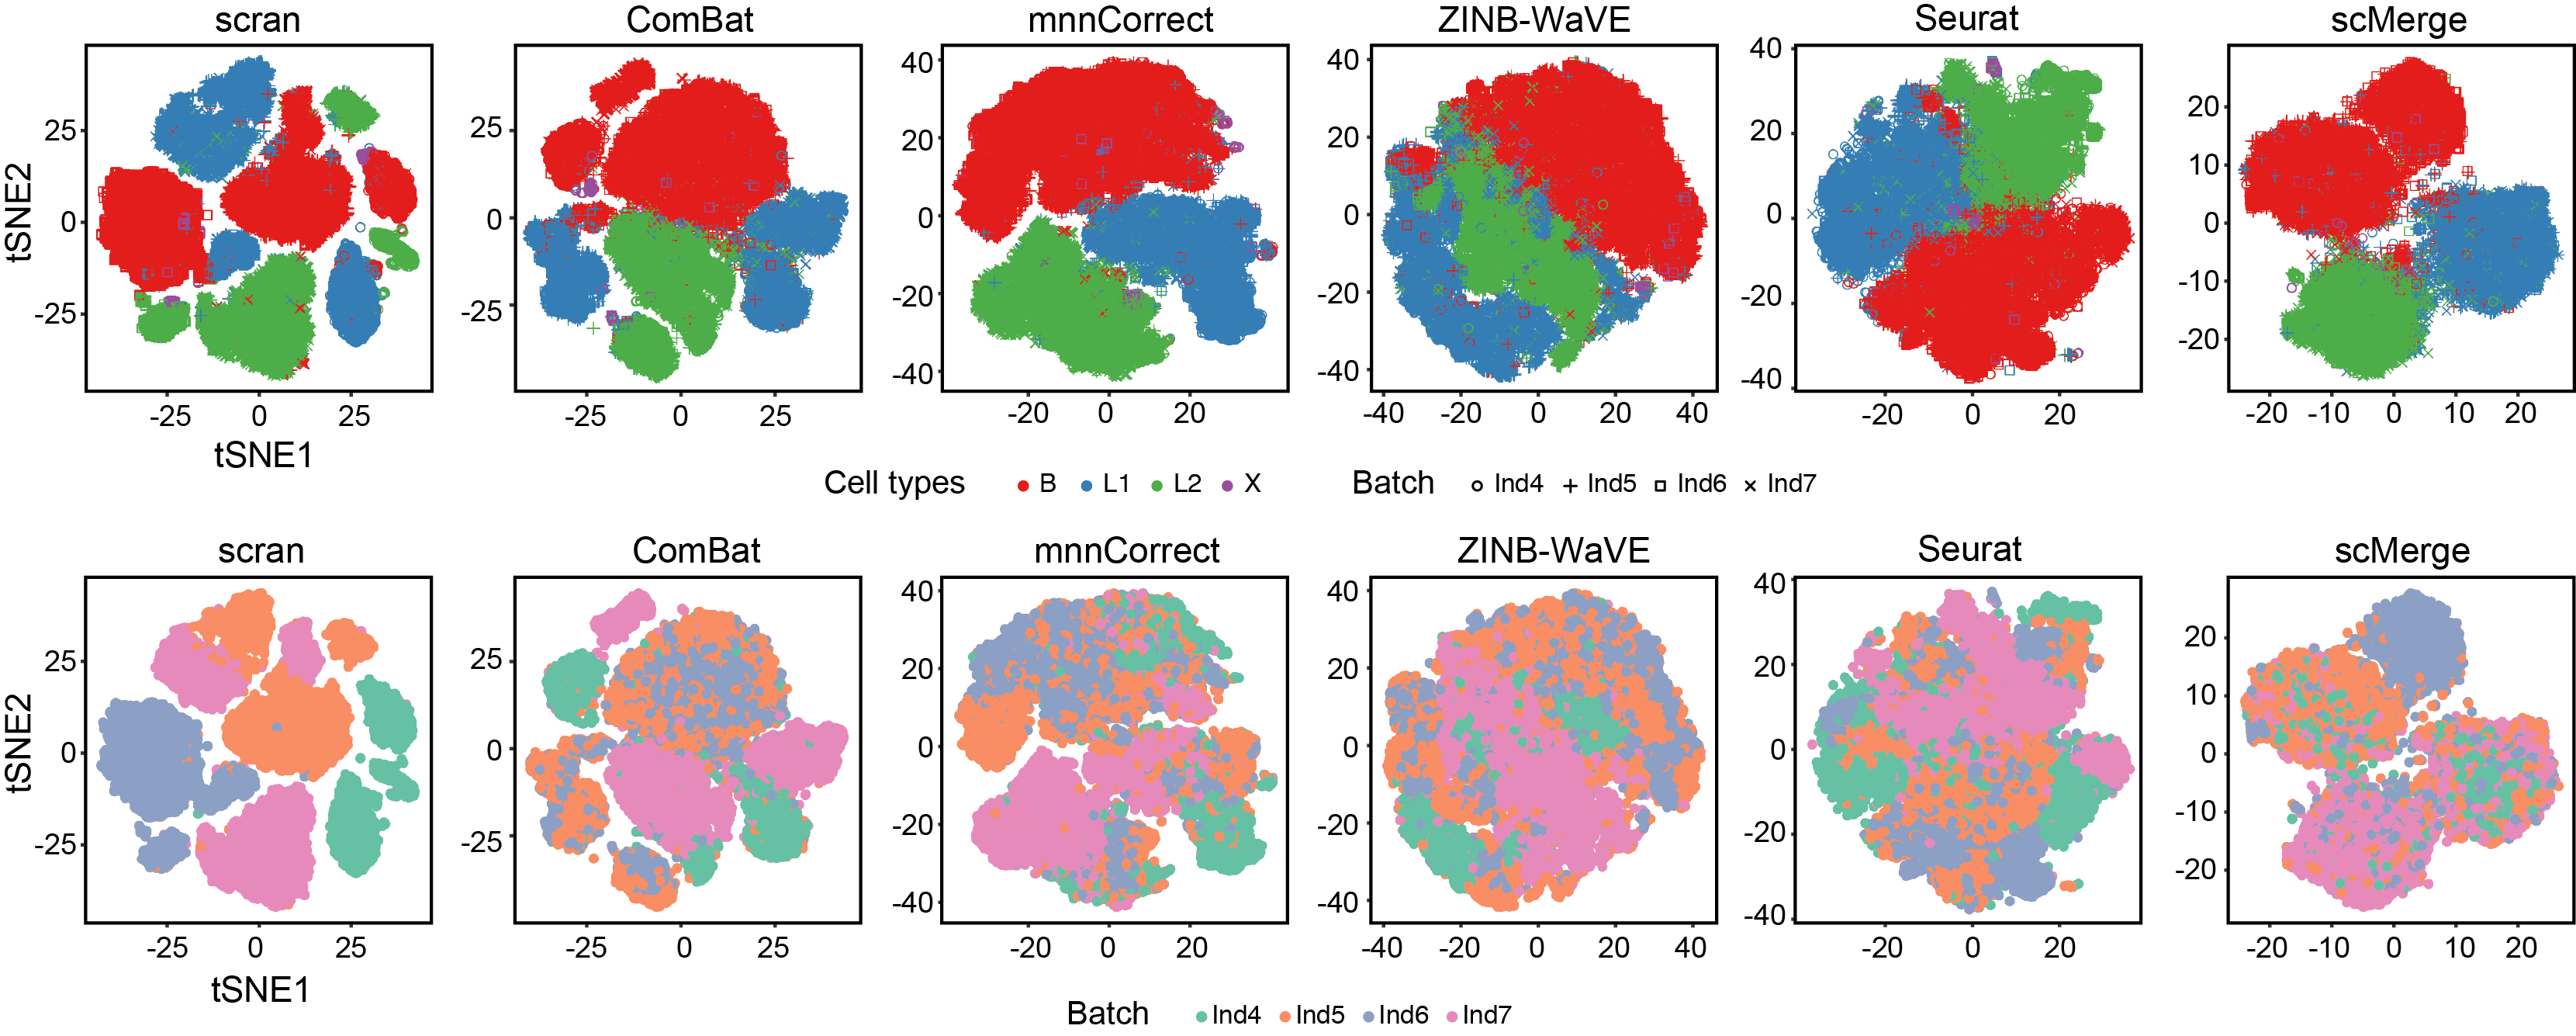 scran ComBat mnnCorrect ZINB-WaVE Seurat scMerge
40 40 40
25 25 20 20 20 20
10
tSNE2 0 0 0 0 0 0
-10
-25 -25 -20 -20 -20 -20
-40 -40 -40
-25 0 25 -25 0 25 -20 0 20 -40 -20 0 20 40 -20 0 20 -20 -10 0 10 20
tSNE1
Cell types B L1 L2 X Batch Ind4 Ind5 Ind6 Ind7
scran ComBat mnnCorrect ZINB-WaVE Seurat scMerge
40 40 40
25 25 20 20 20 20
10
tSNE2 0 0 0 0 0 0
-10
-25 -25 -20 -20 -20 -20
-40 -40 -40
-25 0 25 -25 0 25 -20 0 20 -40 -20 0 20 40 -20 0 20 -20 -10 0 10 20
tSNE1
Batch Ind4 Ind5 Ind6 Ind7